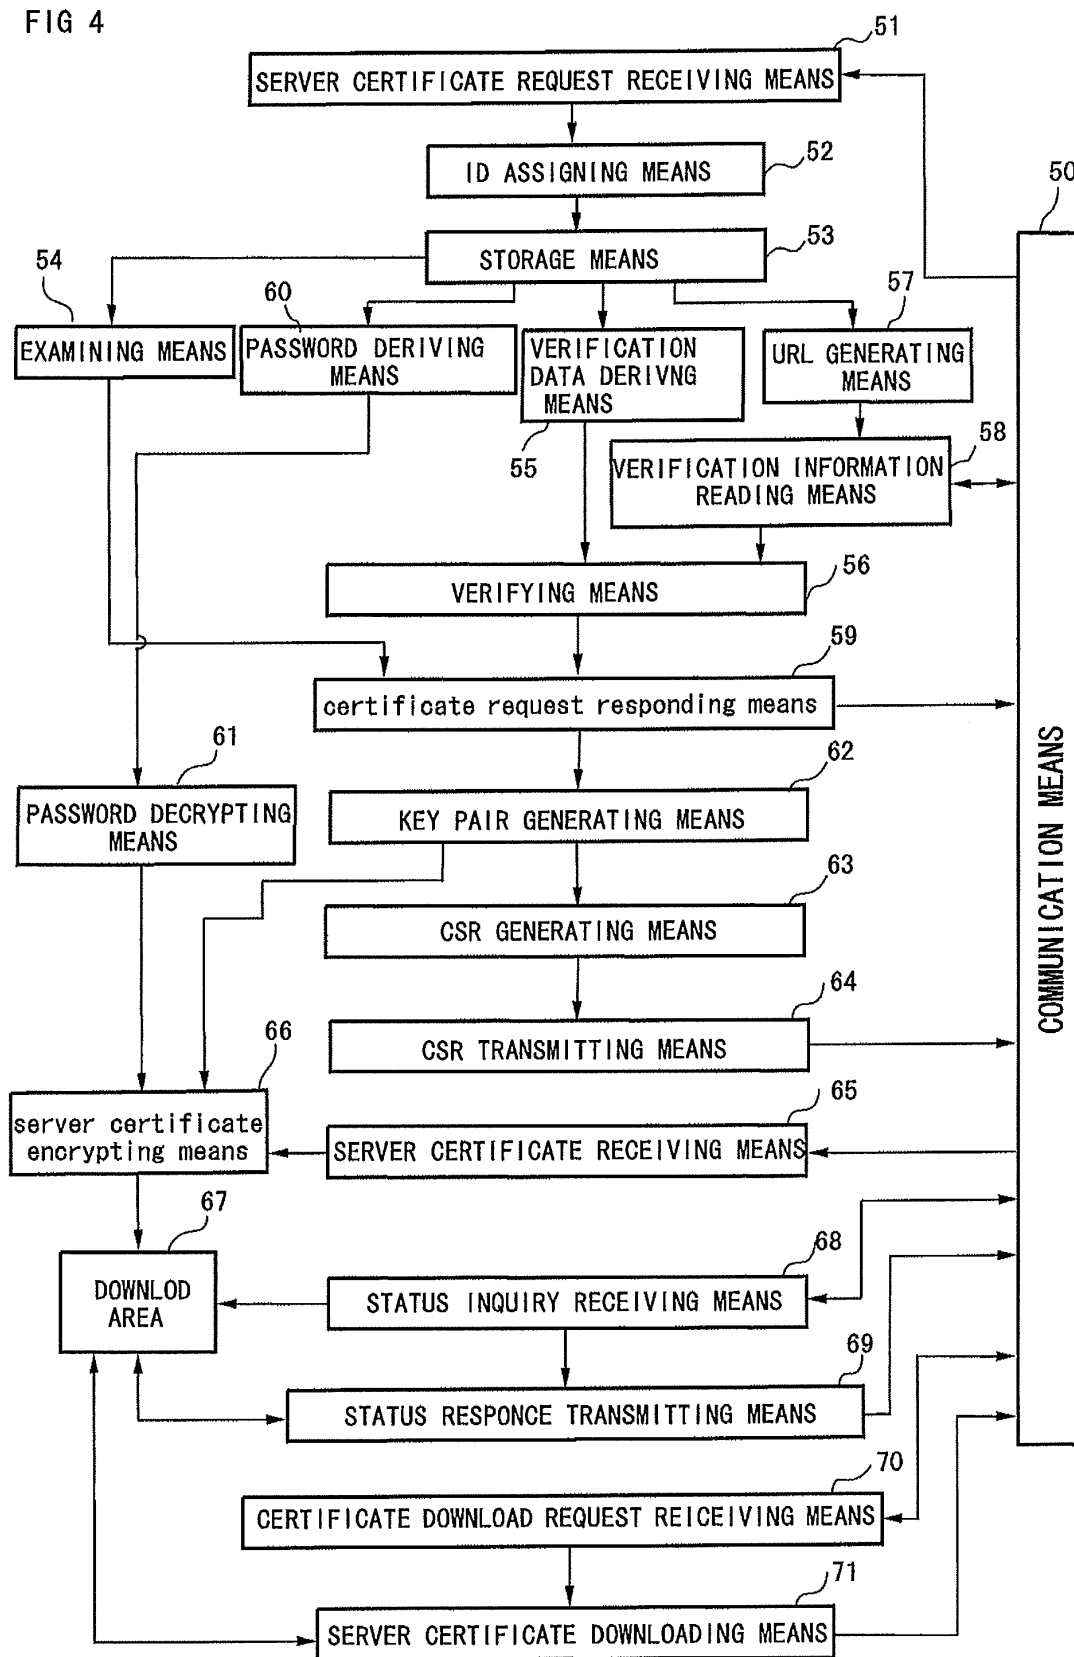 FIG 4
51
SERVER CERTIFICATE REQUEST RECEIVING MEANS
52
ID ASSIGNING MEANS
50
53
STORAGE MEANS
54
EXAMINING MEANS
60
PASSWORD DERIVING
MEANS
VERIFICATION
DATA DERIVNG
MEANS
55
57
URL GENERATING
MEANS
58
VERIFICATION INFORMATION
READING MEANS
56
VERIFYING MEANS
59
certificate request responding means
61
PASSWORD DECRYPTING
MEANS
62
KEY PAIR GENERATING MEANS
63
CSR GENERATING MEANS
COMMUNICATION MEANS
64
CSR TRANSMITTING MEANS
66
server certificate
encrypting means
65
SERVER CERTIFICATE RECEIVING MEANS
67
DOWNLOD
AREA
68
STATUS INQUIRY RECEIVING MEANS
69
STATUS RESPONCE TRANSMITTING MEANS
70
CERTIFICATE DOWNLOAD REQUEST REICEIVING MEANS
71
SERVER CERTIFICATE DOWNLOADING MEANS